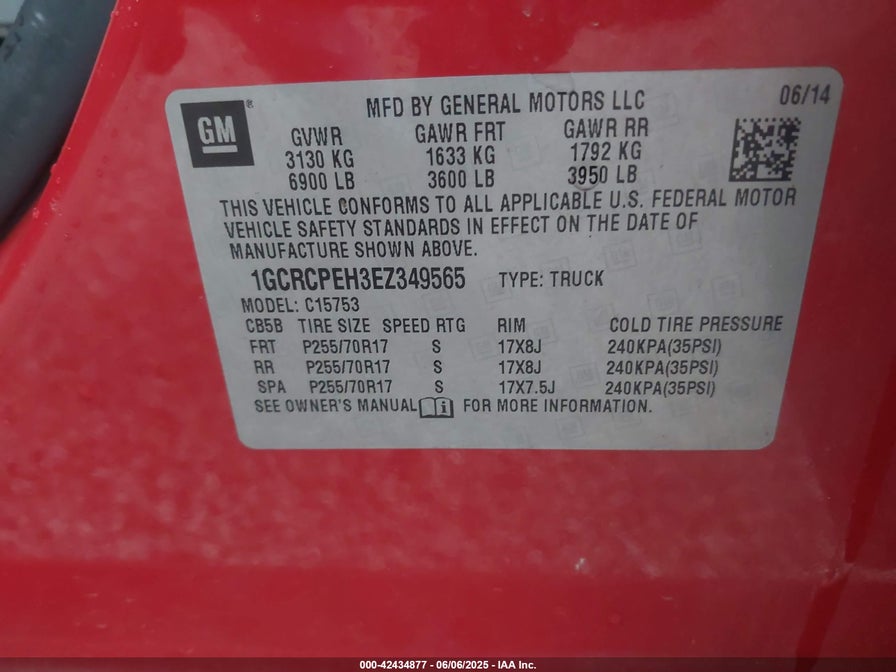 GM
®
MFD BY GENERAL MOTORS LLC
06/14
GVWR GAWR FRT GAWR RR
3130 KG 1633 KG 1792 KG
6900 LB 3600 LB 3950 LB
THIS VEHICLE CONFORMS TO ALL APPLICABLE U.S. FEDERAL MOTOR
VEHICLE SAFETY STANDARDS IN EFFECT ON THE DATE OF
MANUFACTURE SHOWN ABOVE.
1GCRCPEH3EZ349565 TYPE: TRUCK
MODEL: C15753
CB5B TIRE SIZE SPEED RTG RIM COLD TIRE PRESSURE
FRT P255/70R17 S 17X8J 240KPA(35PSI)
RR P255/70R17 S 17X8J 240KPA(35PSI)
SPA P255/70R17 S 17X7.5J 240KPA(35PSI)
SEE OWNER'S MANUAL i FOR MORE INFORMATION.
000-42434877 - 06/06/2025 - IAA Inc.